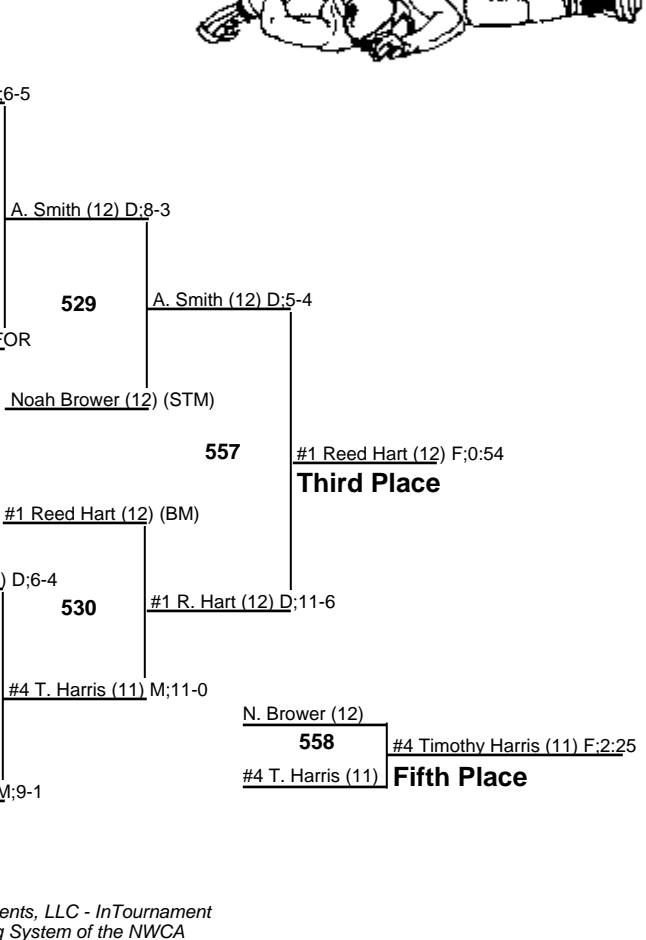 ;6-5
A. Smith (12) D;8-3
529
A. Smith (12) D;5-4
FOR
Noah Brower (12) (STM)
557
#1 Reed Hart (12) F;0:54
Third Place
#1 Reed Hart (12) (BM)
) D;6-4
530
#1 R. Hart (12) D;11-6
#4 T. Harris (11) M;11-0
N. Brower (12)
558
#4 Timothy Harris (11) F;2:25
#4 T. Harris (11)
Fifth Place
M;9-1
ents, LLC - InTournament
g System of the NWCA